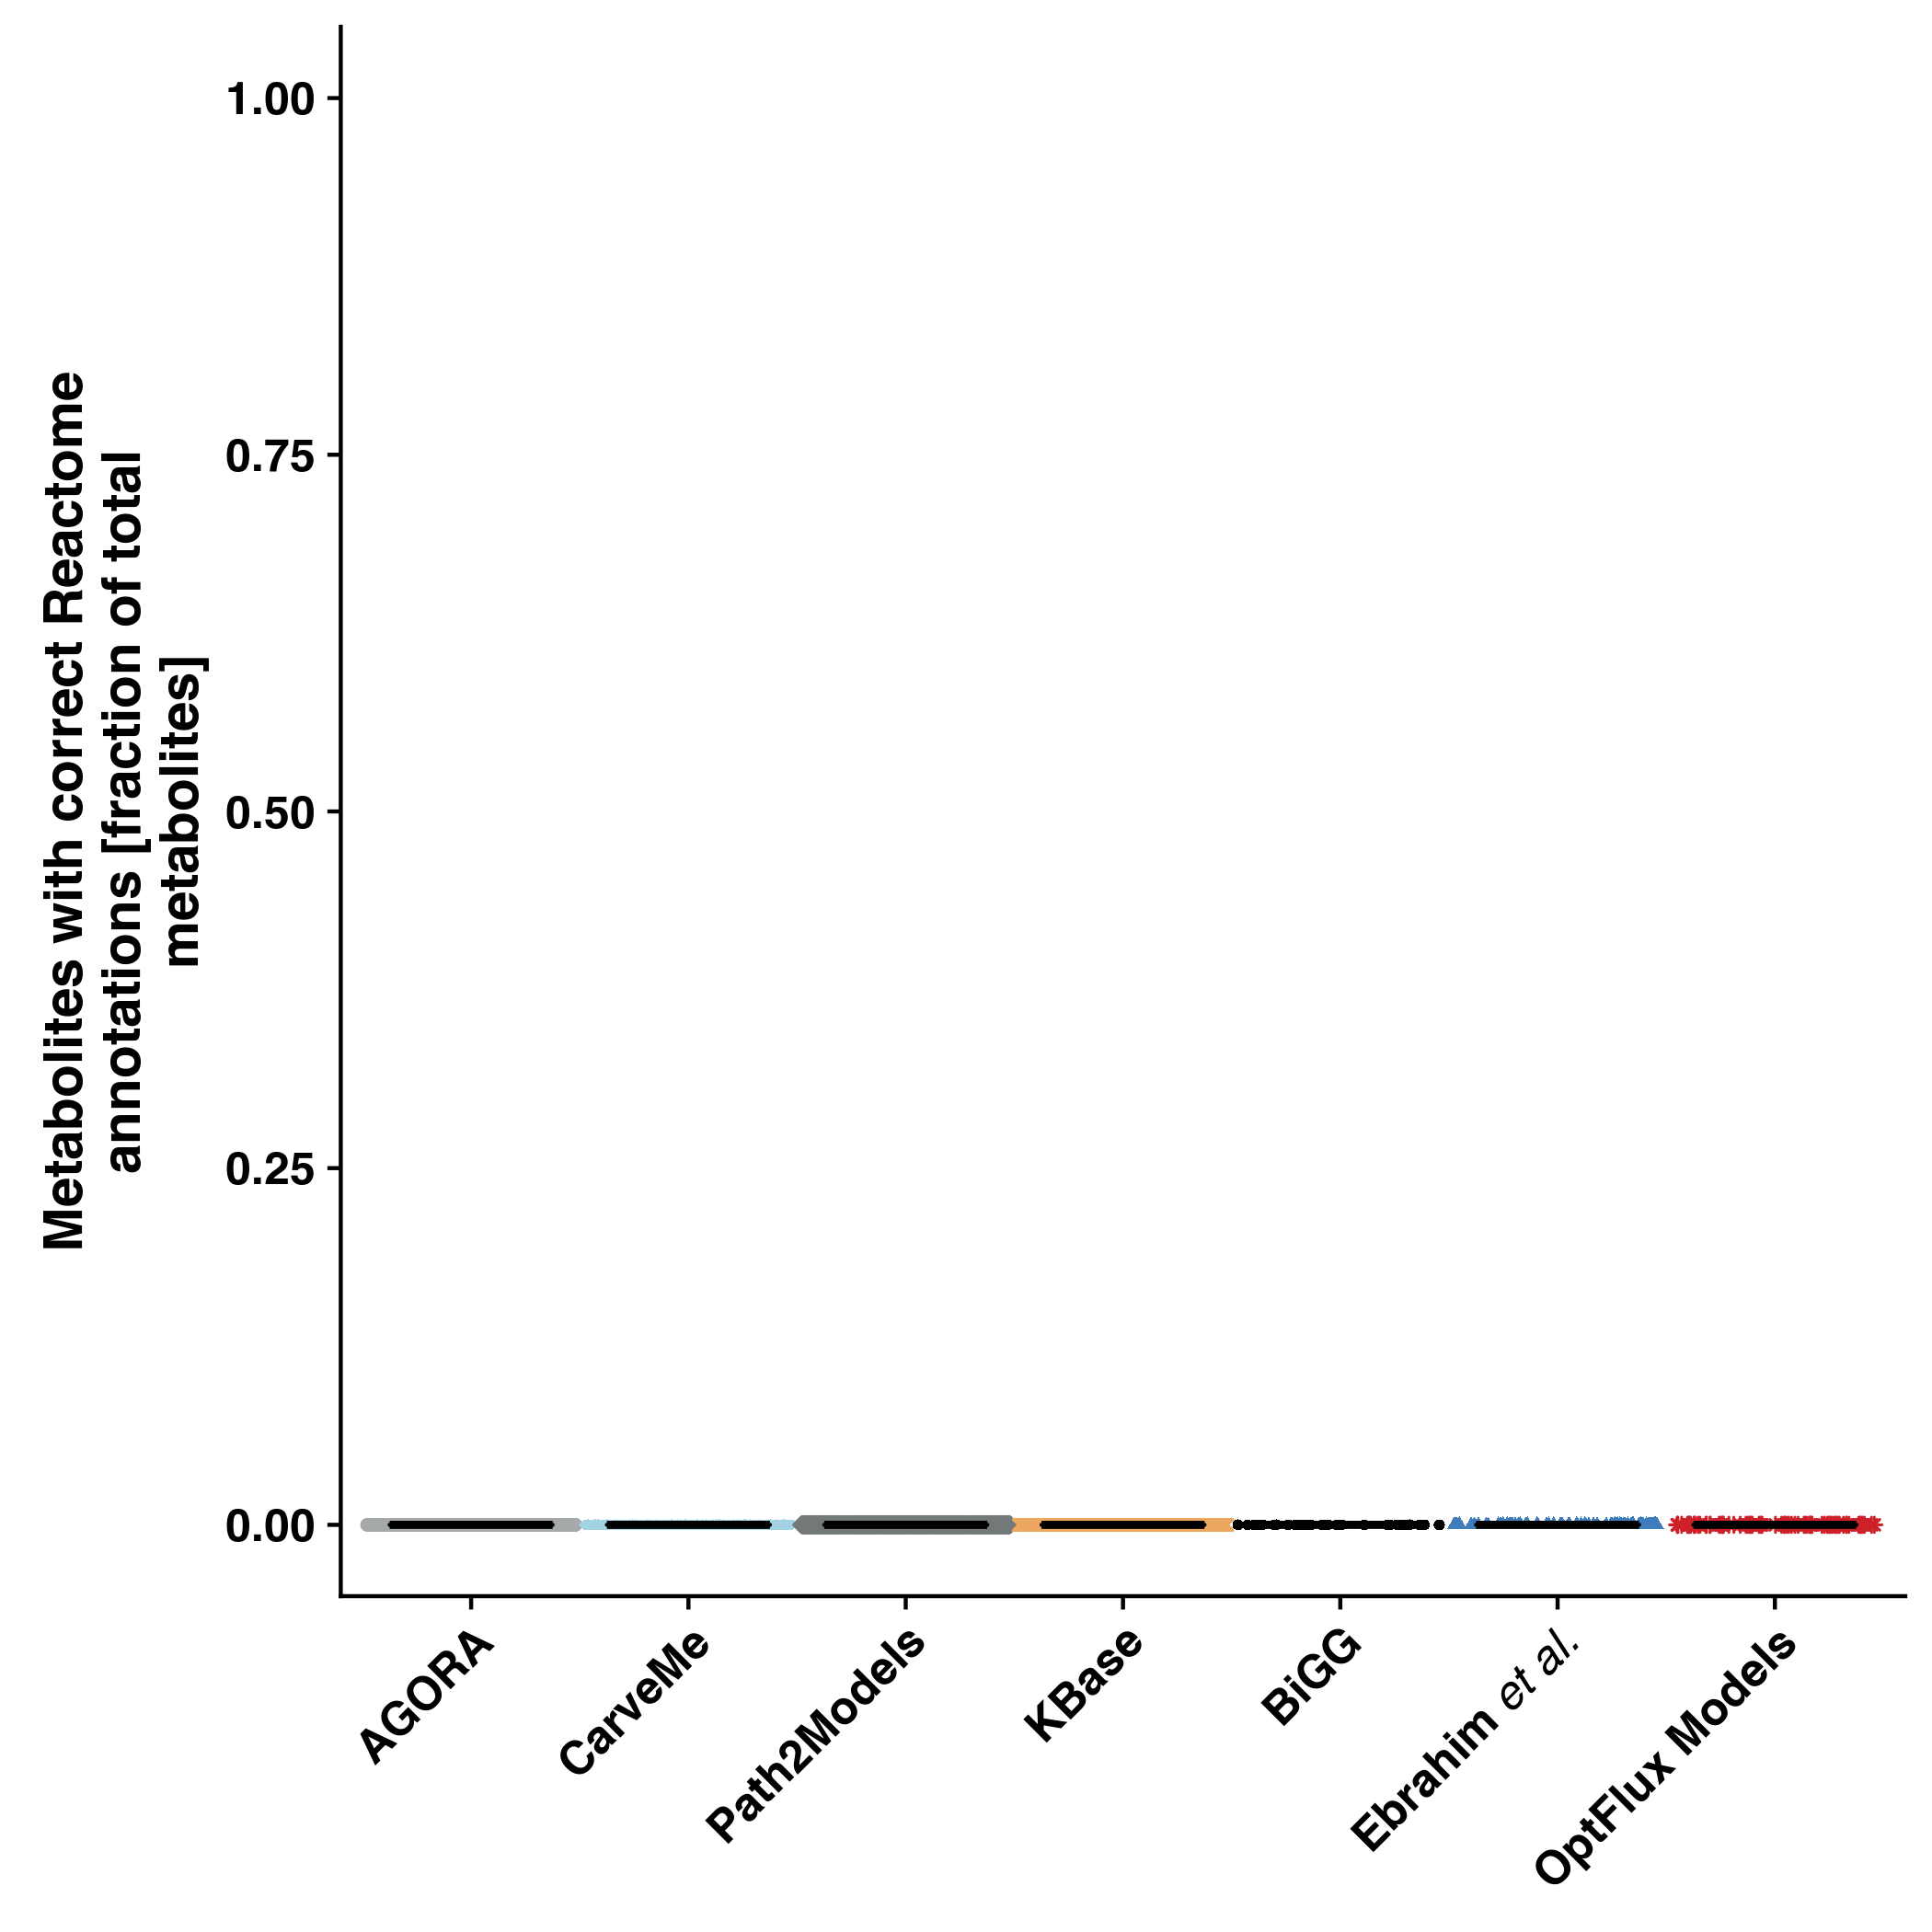 Metabolites with correct Reactome
annotations [fraction of total
metabolites]
1.00
0.75
0.50
0.25
0.00
AGORA
CarveMe
Path2Models
KBase
BiGG
Ebrahim et al.
OptFlux Models